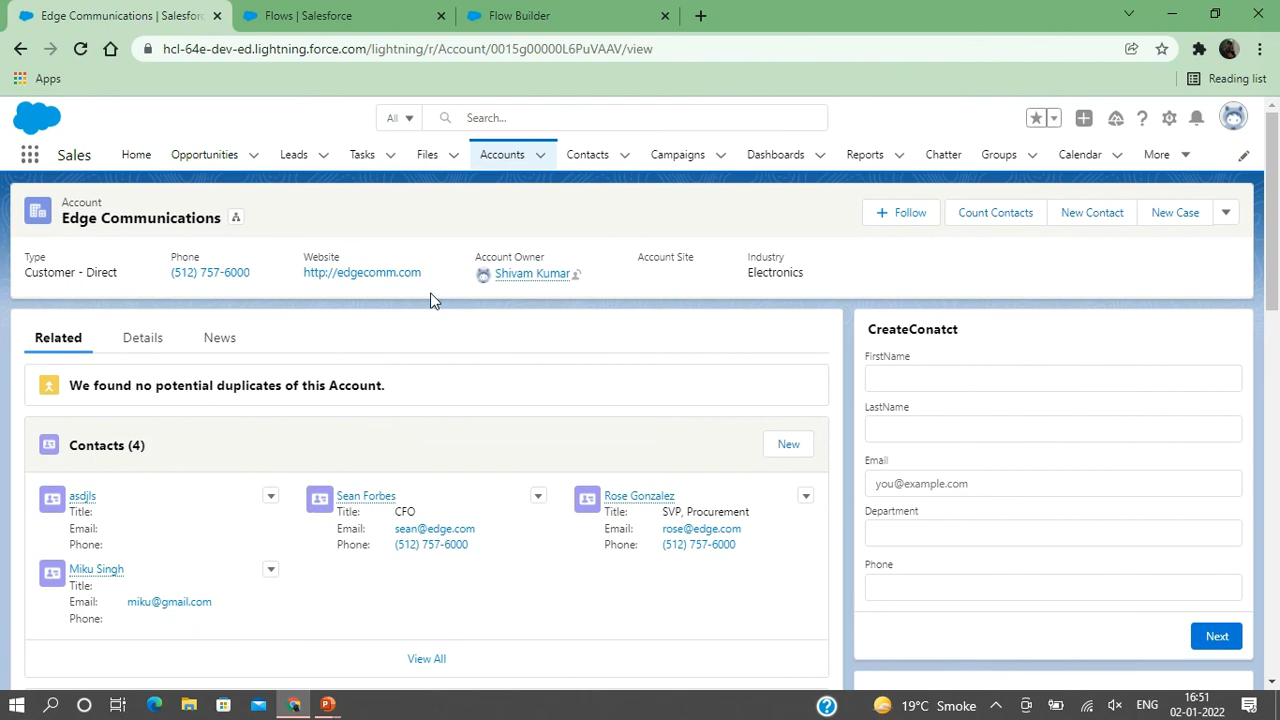 Edge Communications | Salesforc
Flows | Salesforce
Flow Builder
hcl-64e-dev-ed.lightning.force.com/lightning/r/Account/0015g00000L6PuVAAV/view
Apps
Reading list
All
Search...
Sales
Home
Opportunities
Leads
Tasks
Files
Accounts
Contacts
Campaigns
Dashboards
Reports
Chatter
Groups
Calendar
More
Account
Edge Communications
Follow
Count Contacts
New Contact
New Case
Type
Phone
Website
Account Owner
Account Site
Industry
Customer - Direct
(512) 757-6000
http://edgecomm.com
Shivam Kumar
Electronics
Related
Details
News
We found no potential duplicates of this Account.
Contacts (4)
New
asdjls
Title:
Email:
Phone:
Sean Forbes
Title: CFO
Email: sean@edge.com
Phone: (512) 757-6000
Rose Gonzalez
Title: SVP, Procurement
Email: rose@edge.com
Phone: (512) 757-6000
Miku Singh
Title:
Email: miku@gmail.com
Phone:
View All
CreateConatct
FirstName
LastName
Email
you@example.com
Department
Phone
Next
19°C Smoke
ENG
16:51
02-01-2022